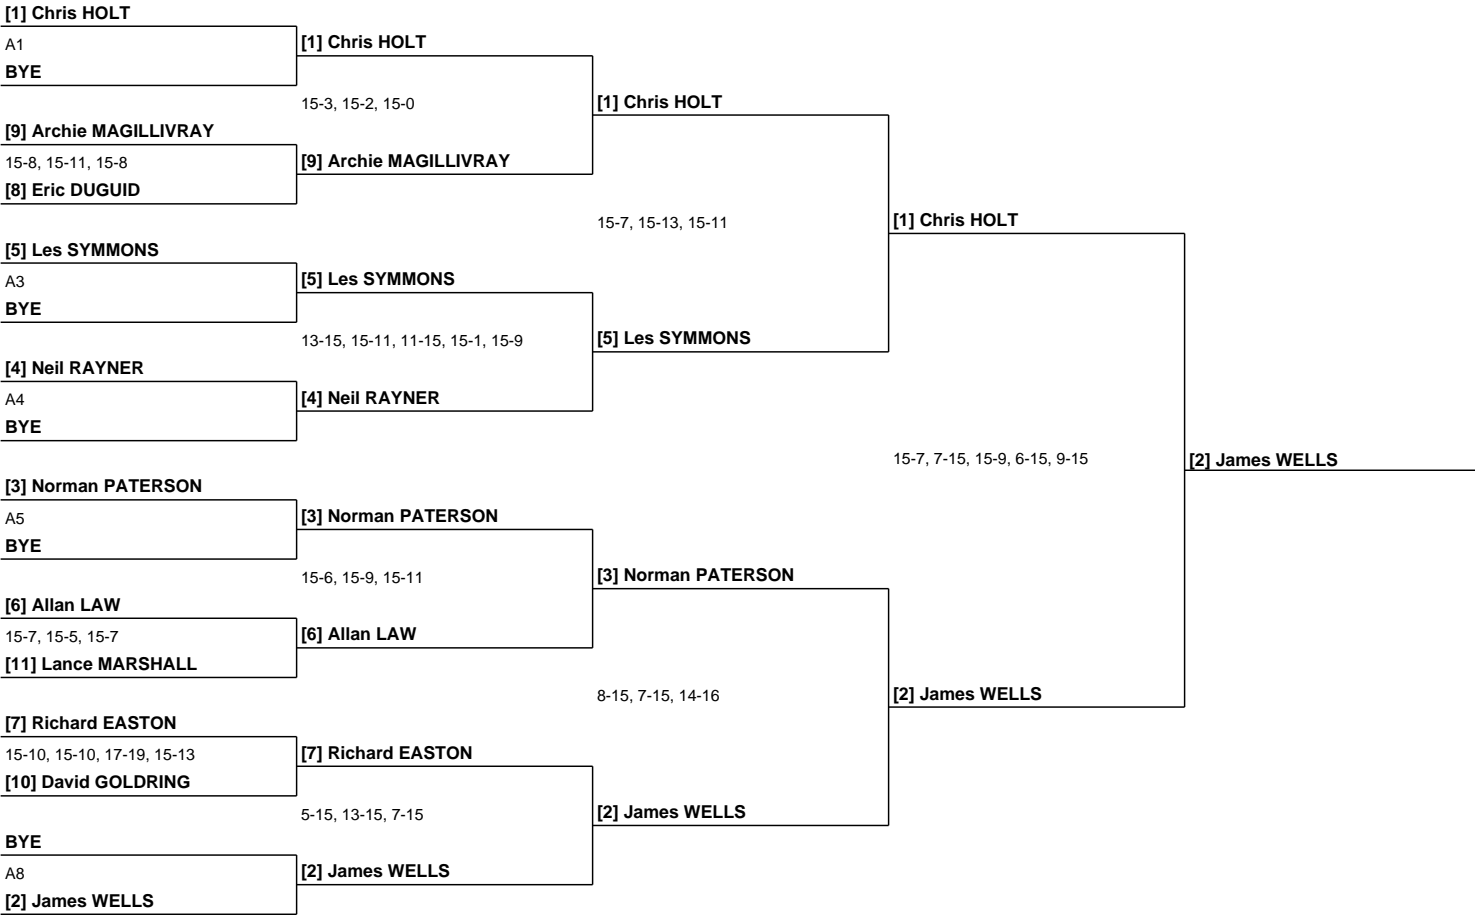 [1] Chris HOLT
A1
BYE
[9] Archie MAGILLIVRAY
15-8, 15-11, 15-8
[8] Eric DUGUID
[5] Les SYMMONS
A3
BYE
[4] Neil RAYNER
A4
BYE
[3] Norman PATERSON
A5
BYE
[6] Allan LAW
15-7, 15-5, 15-7
[11] Lance MARSHALL
[7] Richard EASTON
15-10, 15-10, 17-19, 15-13
[10] David GOLDRING
BYE
A8
[2] James WELLS
[1] Chris HOLT
15-3, 15-2, 15-0
[9] Archie MAGILLIVRAY
[5] Les SYMMONS
13-15, 15-11, 11-15, 15-1, 15-9
[4] Neil RAYNER
[3] Norman PATERSON
15-6, 15-9, 15-11
[6] Allan LAW
[7] Richard EASTON
5-15, 13-15, 7-15
[2] James WELLS
[1] Chris HOLT
15-7, 15-13, 15-11
[5] Les SYMMONS
[3] Norman PATERSON
8-15, 7-15, 14-16
[2] James WELLS
[1] Chris HOLT
15-7, 7-15, 15-9, 6-15, 9-15
[2] James WELLS
[2] James WELLS